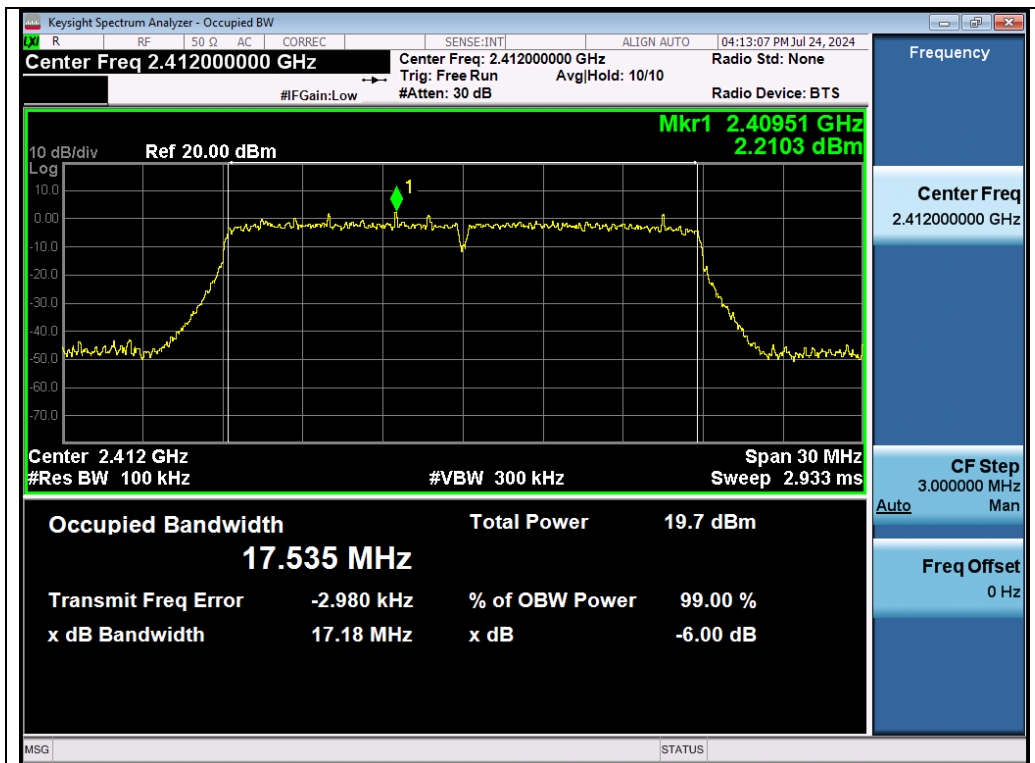 Keysight Spectrum Analyzer - Occupied BW
LXI R RF 50 Ω AC CORREC SENSE:INT ALIGN AUTO 04:13:07 PM Jul 24, 2024
Center Freq 2.412000000 GHz
Center Freq: 2.412000000 GHz
Radio Std: None
Trig: Free Run Avg|Hold: 10/10
#IFGain:Low
#Atten: 30 dB
Radio Device: BTS
Frequency
Mkr1 2.40951 GHz
2.2103 dBm
10 dB/div Ref 20.00 dBm
Log
10.0
0.00
-10.0
-20.0
-30.0
-40.0
-50.0
-60.0
-70.0
1
Center 2.412 GHz
Span 30 MHz
#Res BW 100 kHz
#VBW 300 kHz
Sweep 2.933 ms
Center Freq
2.412000000 GHz
CF Step
3.000000 MHz
Auto Man
Freq Offset
0 Hz
Occupied Bandwidth
Total Power 19.7 dBm
17.535 MHz
Transmit Freq Error -2.980 kHz
% of OBW Power 99.00 %
x dB Bandwidth 17.18 MHz
x dB -6.00 dB
MSG
STATUS